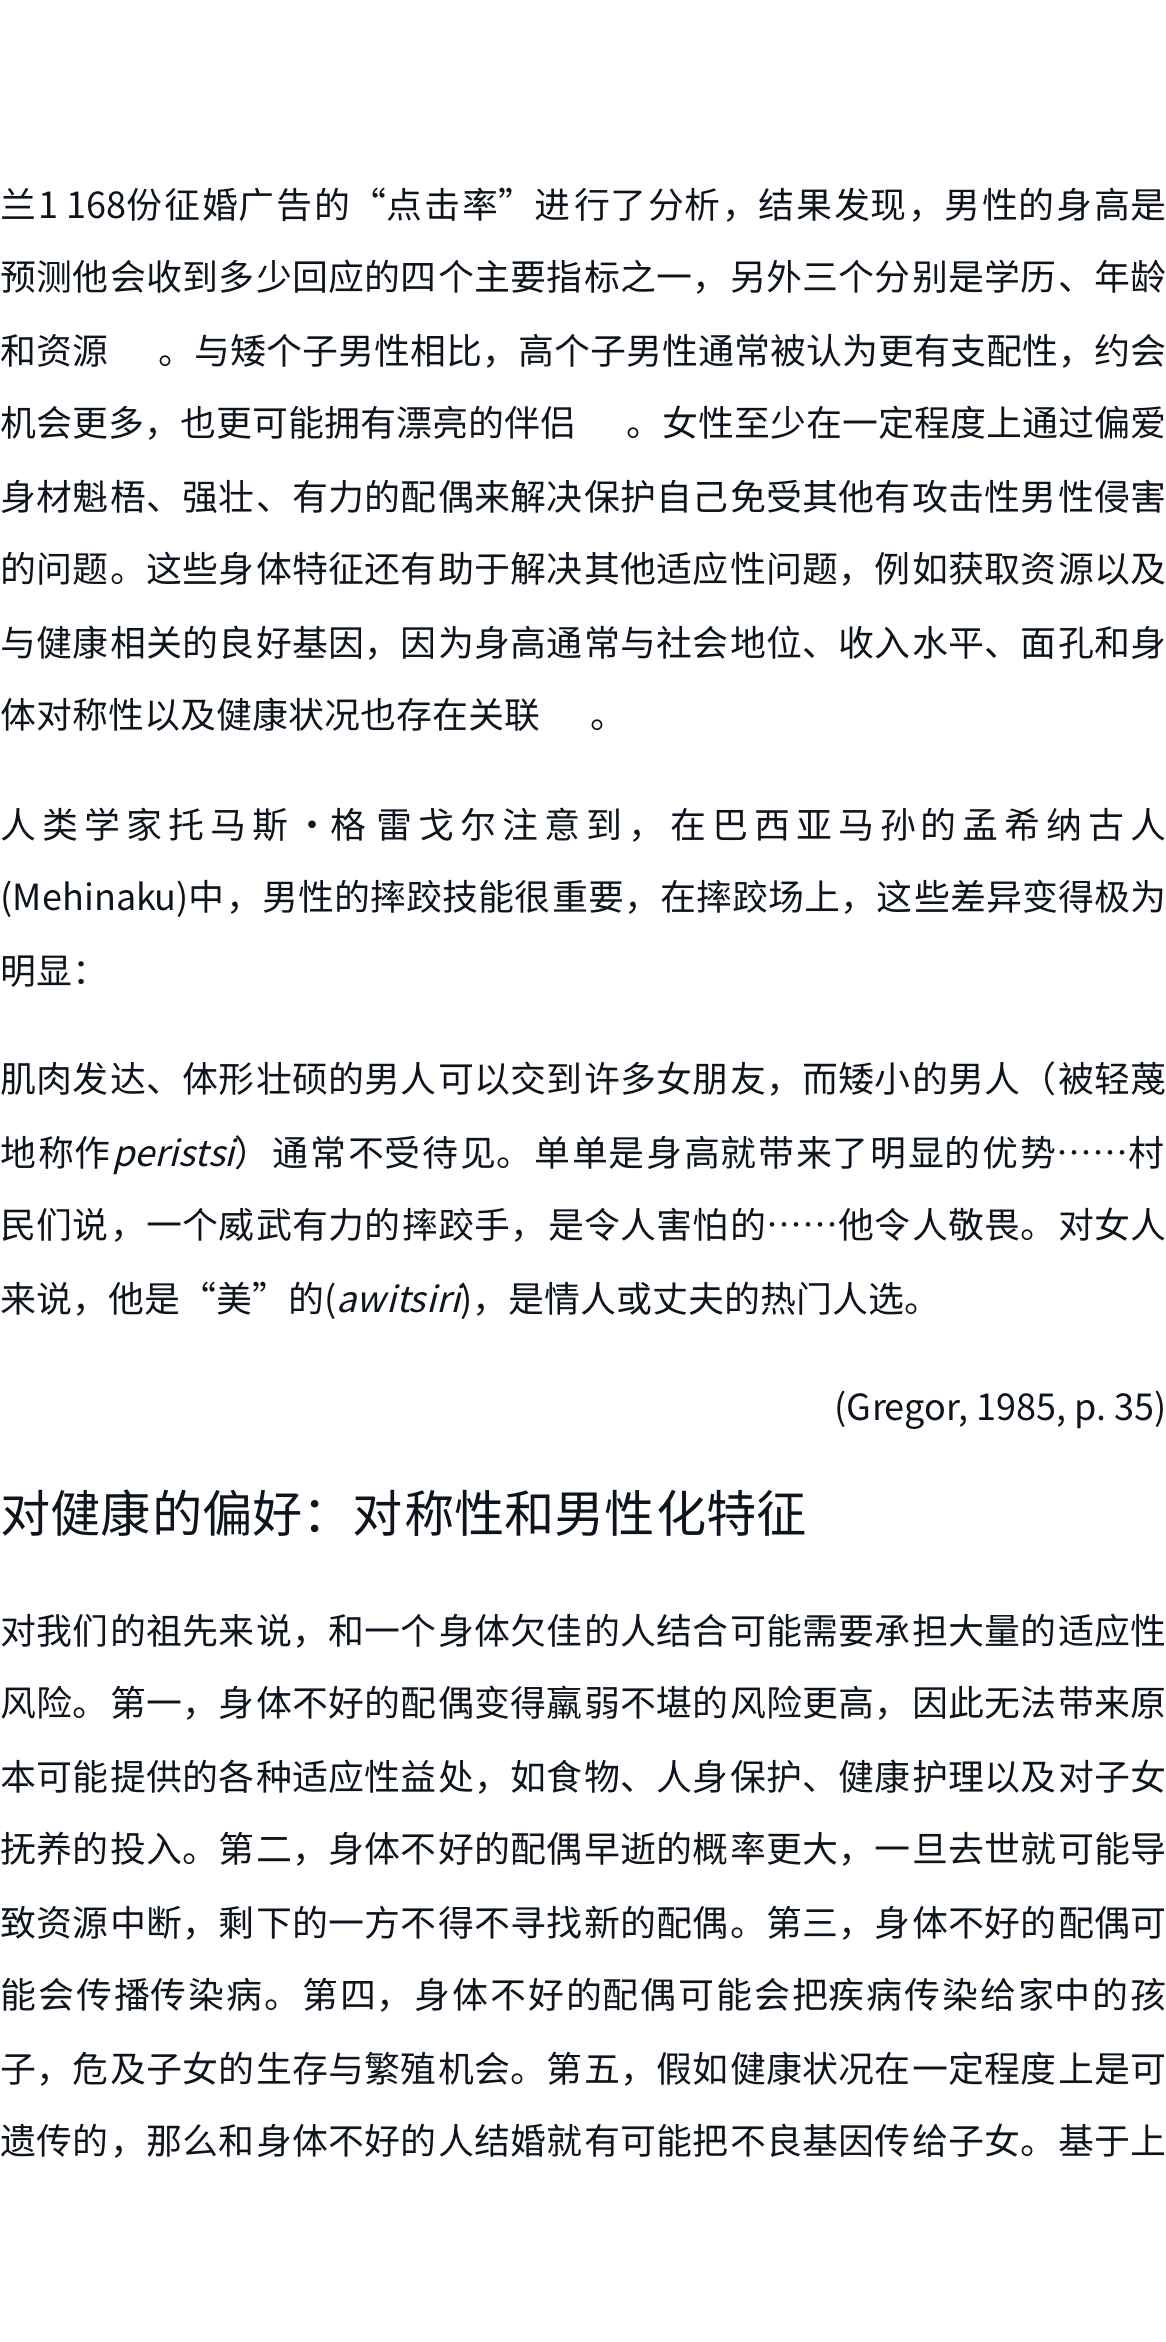 兰1 168份征婚广告的“点击率”进行了分析，结果发现，男性的身高是
预测他会收到多少回应的四个主要指标之一，另外三个分别是学历、年龄
和资源　。与矮个子男性相比，高个子男性通常被认为更有支配性，约会
机会更多，也更可能拥有漂亮的伴侣　。女性至少在一定程度上通过偏爱
身材魁梧、强壮、有力的配偶来解决保护自己免受其他有攻击性男性侵害
的问题。这些身体特征还有助于解决其他适应性问题，例如获取资源以及
与健康相关的良好基因，因为身高通常与社会地位、收入水平、面孔和身
体对称性以及健康状况也存在关联　。
人类学家托马斯·格雷戈尔注意到，在巴西亚马孙的孟希纳古人
(Mehinaku)中，男性的摔跤技能很重要，在摔跤场上，这些差异变得极为
明显：
肌肉发达、体形壮硕的男人可以交到许多女朋友，而矮小的男人（被轻蔑
地称作peristsi）通常不受待见。单单是身高就带来了明显的优势……村
民们说，一个威武有力的摔跤手，是令人害怕的……他令人敬畏。对女人
来说，他是“美”的(awitsiri)，是情人或丈夫的热门人选。
(Gregor, 1985, p. 35)
对健康的偏好：对称性和男性化特征
对我们的祖先来说，和一个身体欠佳的人结合可能需要承担大量的适应性
风险。第一，身体不好的配偶变得羸弱不堪的风险更高，因此无法带来原
本可能提供的各种适应性益处，如食物、人身保护、健康护理以及对子女
抚养的投入。第二，身体不好的配偶早逝的概率更大，一旦去世就可能导
致资源中断，剩下的一方不得不寻找新的配偶。第三，身体不好的配偶可
能会传播传染病。第四，身体不好的配偶可能会把疾病传染给家中的孩
子，危及子女的生存与繁殖机会。第五，假如健康状况在一定程度上是可
遗传的，那么和身体不好的人结婚就有可能把不良基因传给子女。基于上